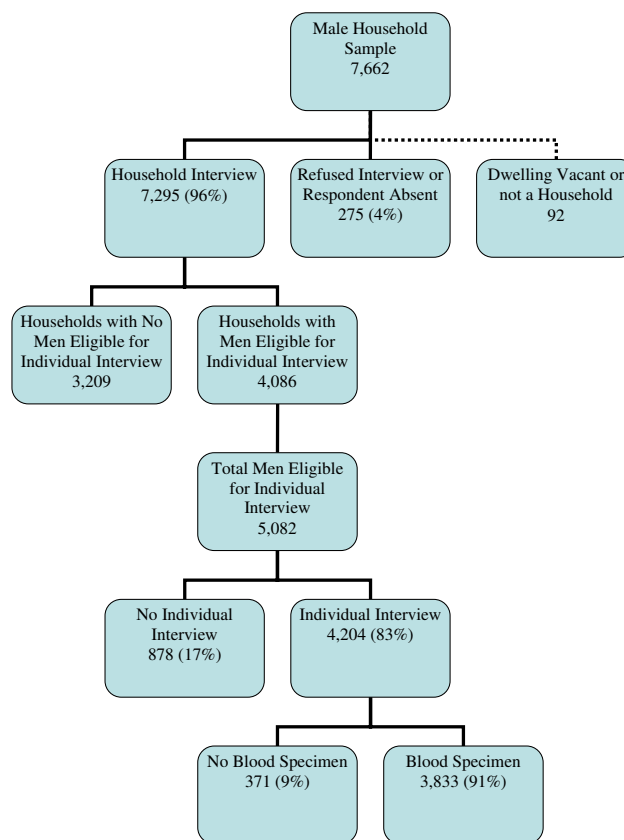 Male Household
Sample
7,662
Household Interview
7,295 (96%)
Refused Interview or
Respondent Absent
275 (4%)
Dwelling Vacant or
not a Household
92
Households with No
Men Eligible for
Individual Interview
3,209
Households with
Men Eligible for
Individual Interview
4,086
Total Men Eligible
for Individual
Interview
5,082
No Individual
Interview
878 (17%)
Individual Interview
4,204 (83%)
No Blood Specimen
371 (9%)
Blood Specimen
3,833 (91%)